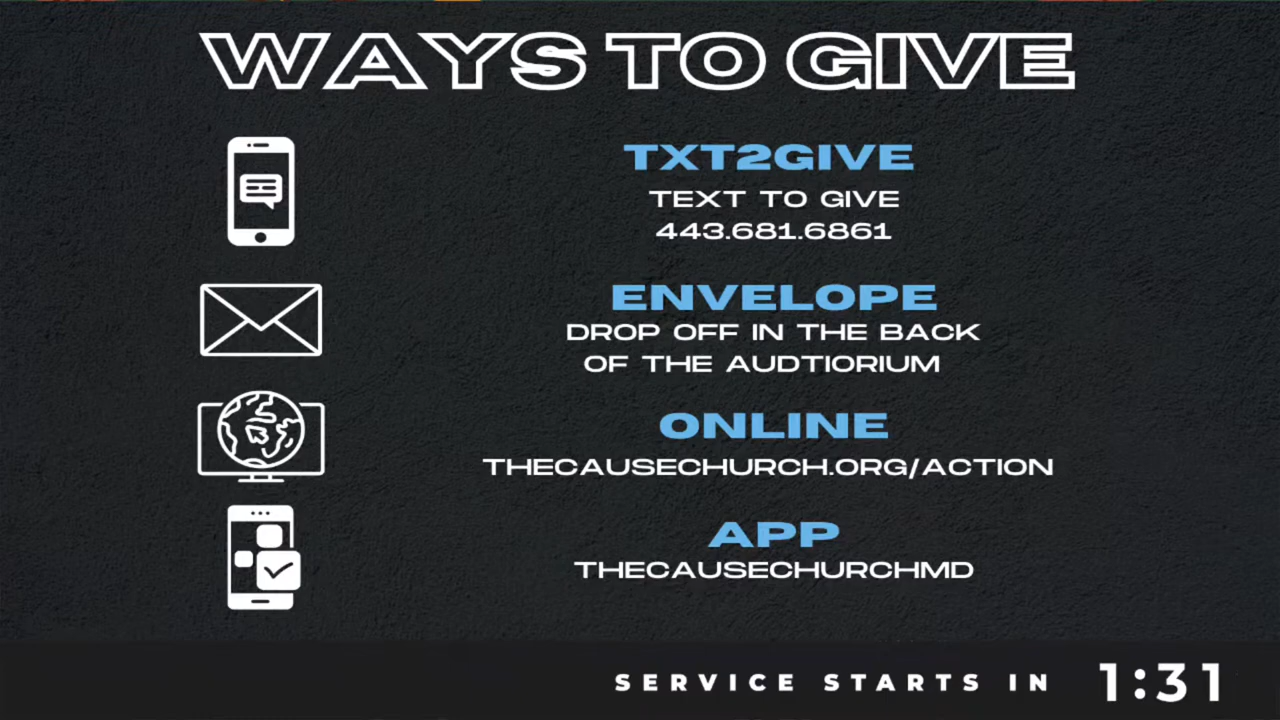 WAYS TO GIVE
TXT2GIVE
TEXT TO GIVE
443.681.6861
ENVELOPE
DROP OFF IN THE BACK
OF THE AUDTIORIUM
ONLINE
THECAUSECHURCH.ORG/ACTION
APP
THECAUSECHURCHMD
SERVICE STARTS IN 1:31